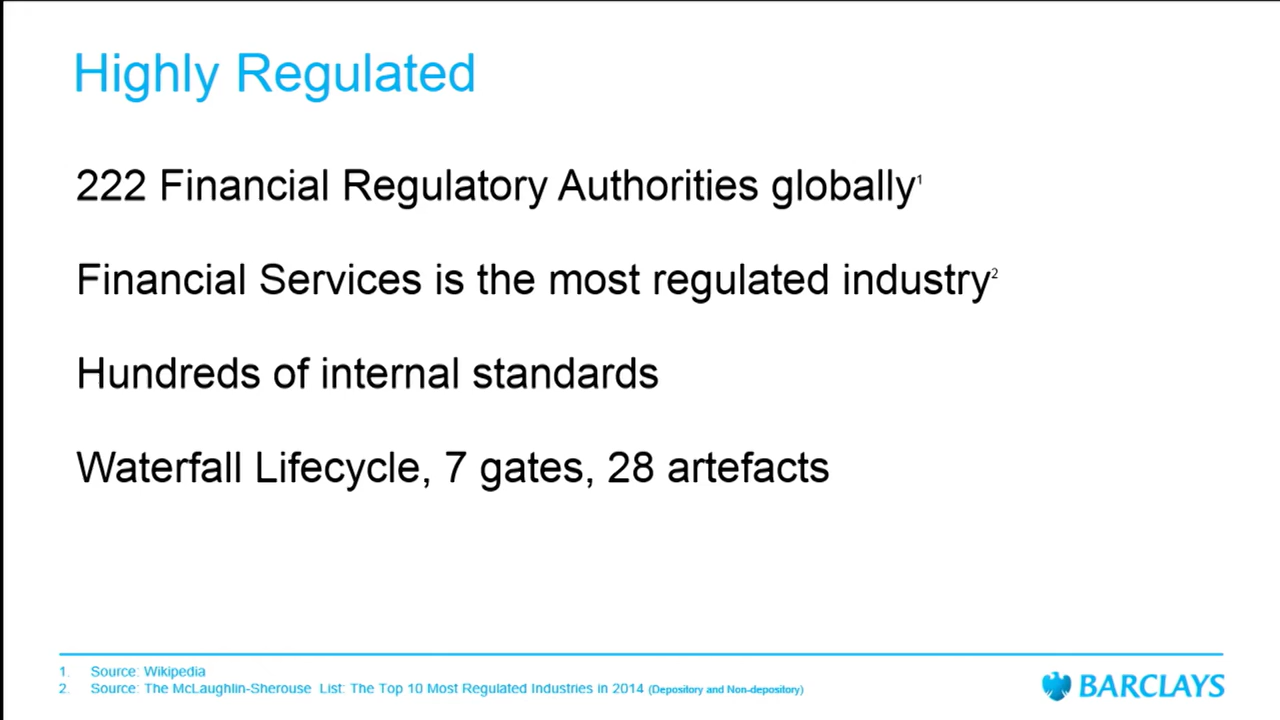 Highly Regulated
222 Financial Regulatory Authorities globally¹
Financial Services is the most regulated industry²
Hundreds of internal standards
Waterfall Lifecycle, 7 gates, 28 artefacts
1. Source: Wikipedia
2. Source: The McLaughlin-Sherouse List: The Top 10 Most Regulated Industries in 2014 (Depository and Non-depository)
BARCLAYS